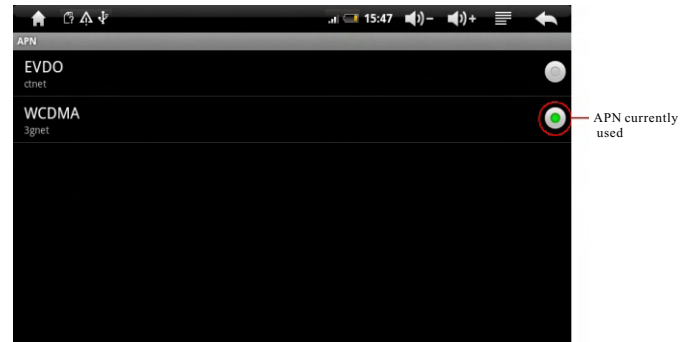 15:47
APN
EVDO
ctnet
WCDMA
3gnet
APN currently
used